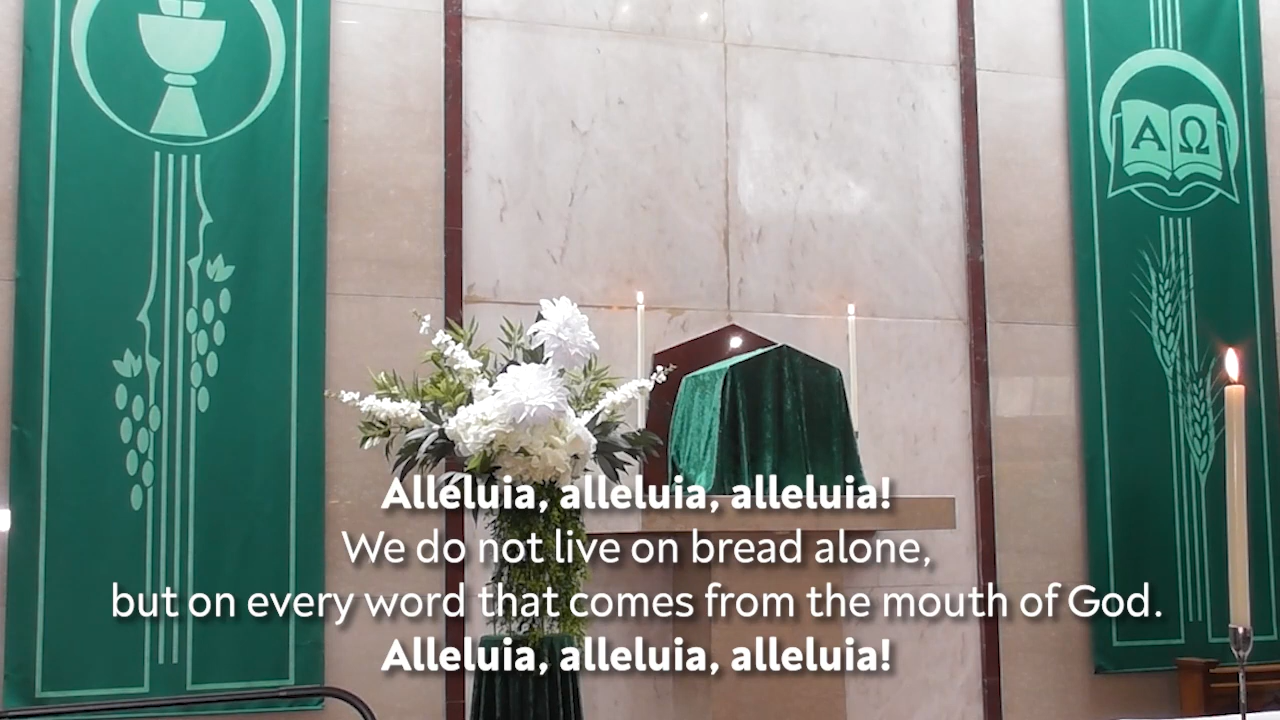 Α Ω
Alleluia, alleluia, alleluia!
We do not live on bread alone,
but on every word that comes from the mouth of God.
Alleluia, alleluia, alleluia!